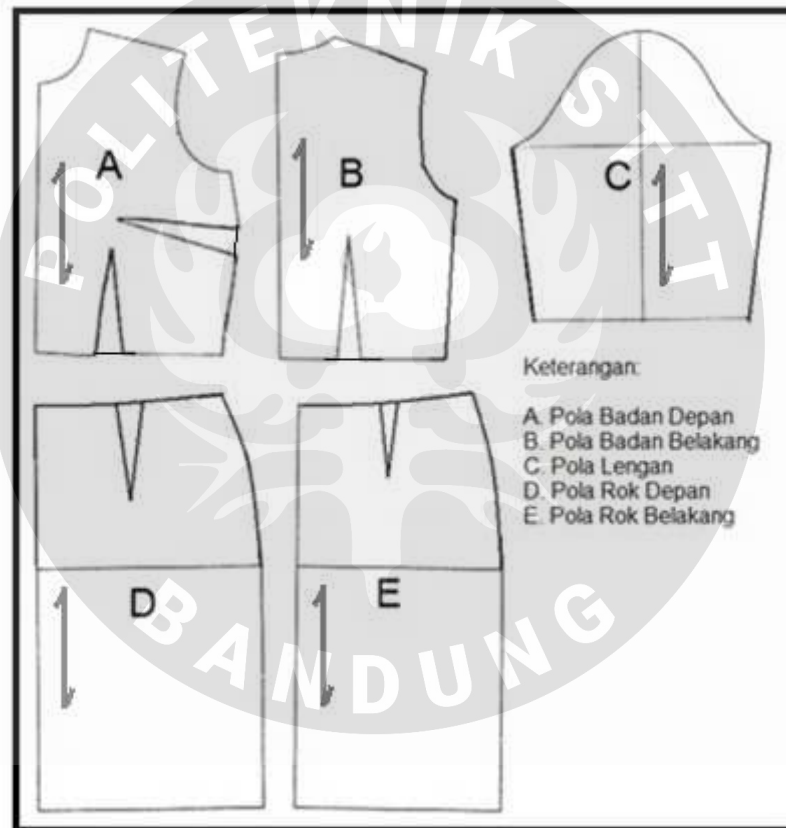 POLITEKNIK STTT
BANDUNG
A
B
C
Keterangan:
A. Pola Badan Depan
B. Pola Badan Belakang
C. Pola Lengan
D. Pola Rok Depan
E. Pola Rok Belakang
D
E